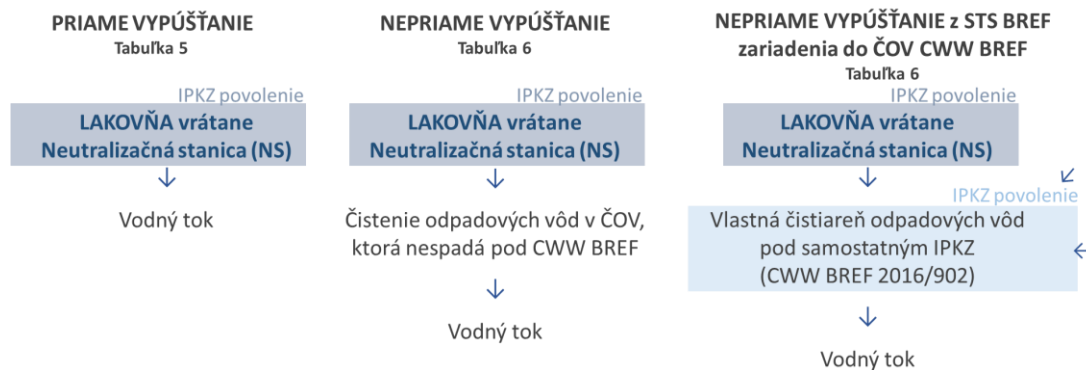 PRIAME VYPÚŠŤANIE
Tabuľka 5
IPKZ povolenie
LAKOVŇA vrátane
Neutralizačná stanica (NS)
Vodný tok
NEPRIAME VYPÚŠŤANIE
Tabuľka 6
IPKZ povolenie
LAKOVŇA vrátane
Neutralizačná stanica (NS)
Čistenie odpadových vôd v ČOV,
ktorá nespadá pod CWW BREF
Vodný tok
NEPRIAME VYPÚŠŤANIE z STS BREF
zariadenia do ČOV CWW BREF
Tabuľka 6
IPKZ povolenie
LAKOVŇA vrátane
Neutralizačná stanica (NS)
IPKZ povolenie
Vlastná čistiareň odpadových vôd
pod samostatným IPKZ
(CWW BREF 2016/902)
Vodný tok